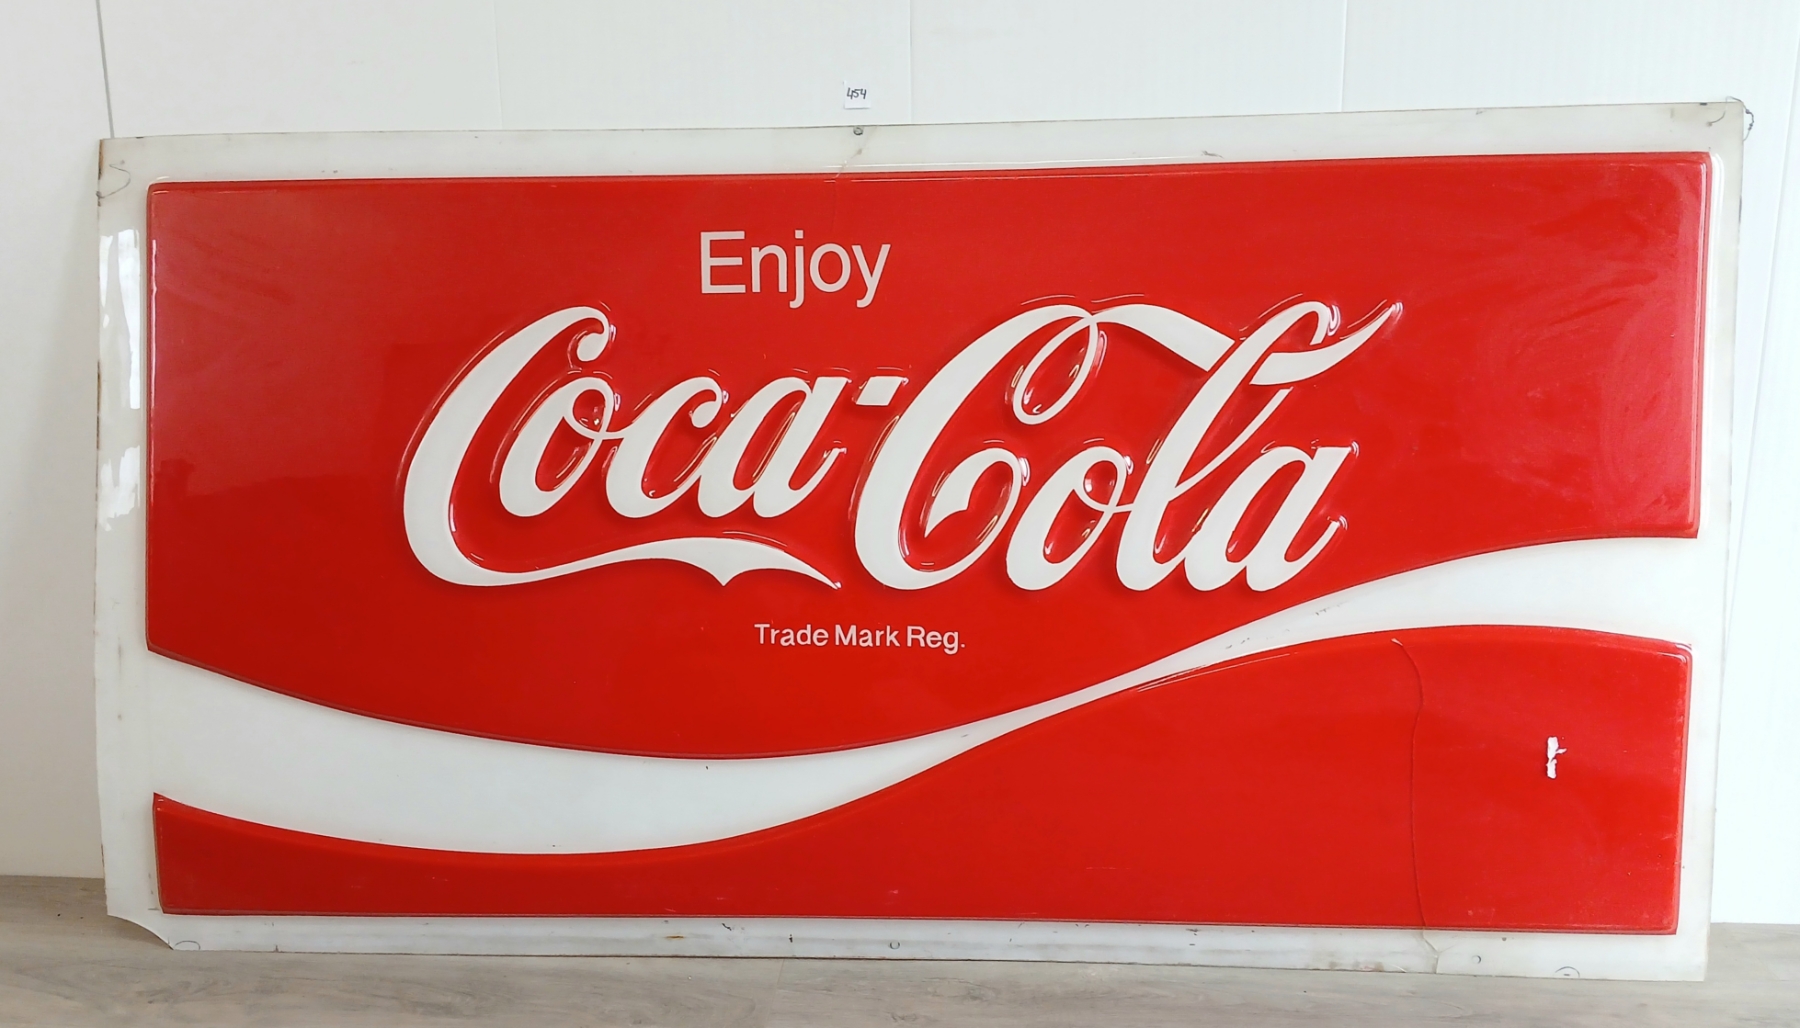 454
Enjoy
Coca-Cola
Trade Mark Reg.